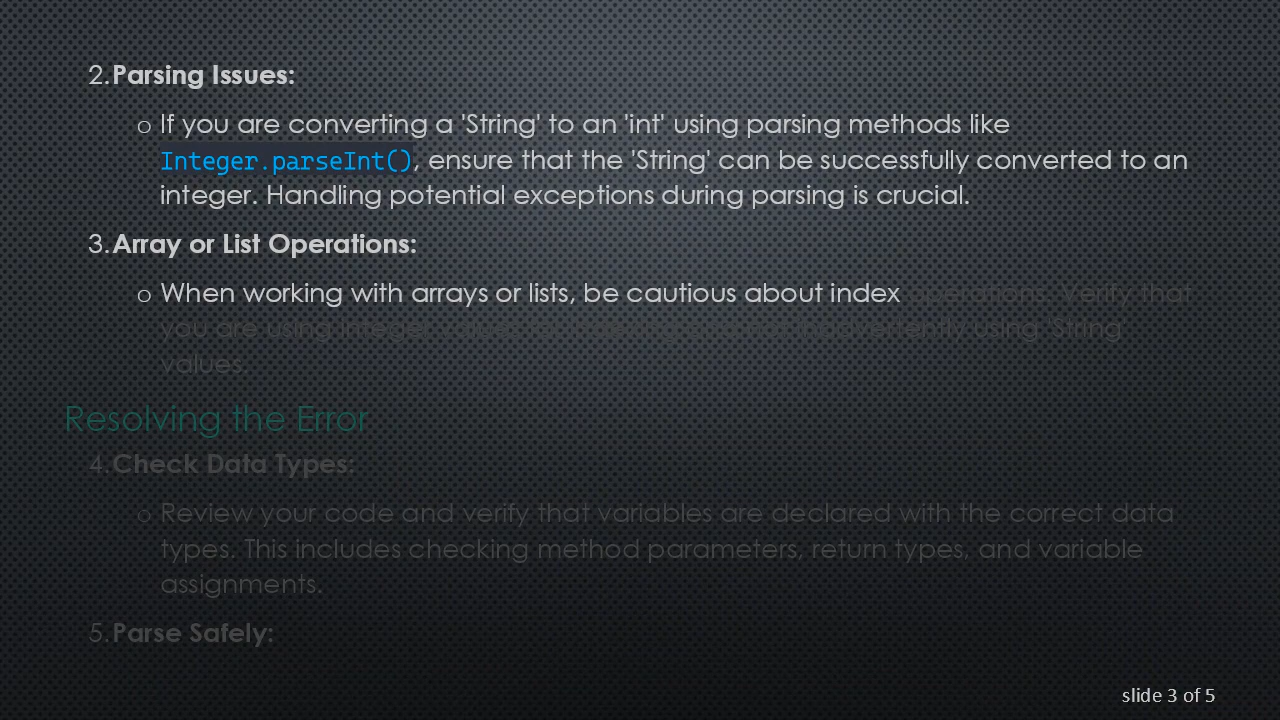 2.Parsing Issues:
o If you are converting a 'String' to an 'int' using parsing methods like
Integer.parseInt(), ensure that the 'String' can be successfully converted to an
integer. Handling potential exceptions during parsing is crucial.
3.Array or List Operations:
o When working with arrays or lists, be cautious about index operations. Verify that
you are using integer values for indexing and not inadvertently using 'String'
values.
Resolving the Error
4.Check Data Types:
o Review your code and verify that variables are declared with the correct data
types. This includes checking method parameters, return types, and variable
assignments.
5.Parse Safely:
slide 3 of 5